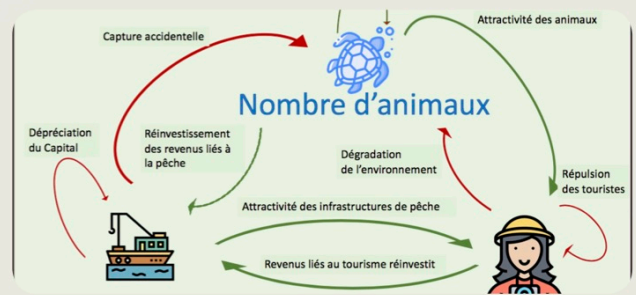 Attractivité des animaux
Capture accidentelle
Nombre d'animaux
Dépréciation
du Capital
Réinvestissement
des revenus liés à
la pêche
Dégradation
de l'environnement
Répulsion
des touristes
Attractivité des infrastructures de pêche
Revenus liés au tourisme réinvestit